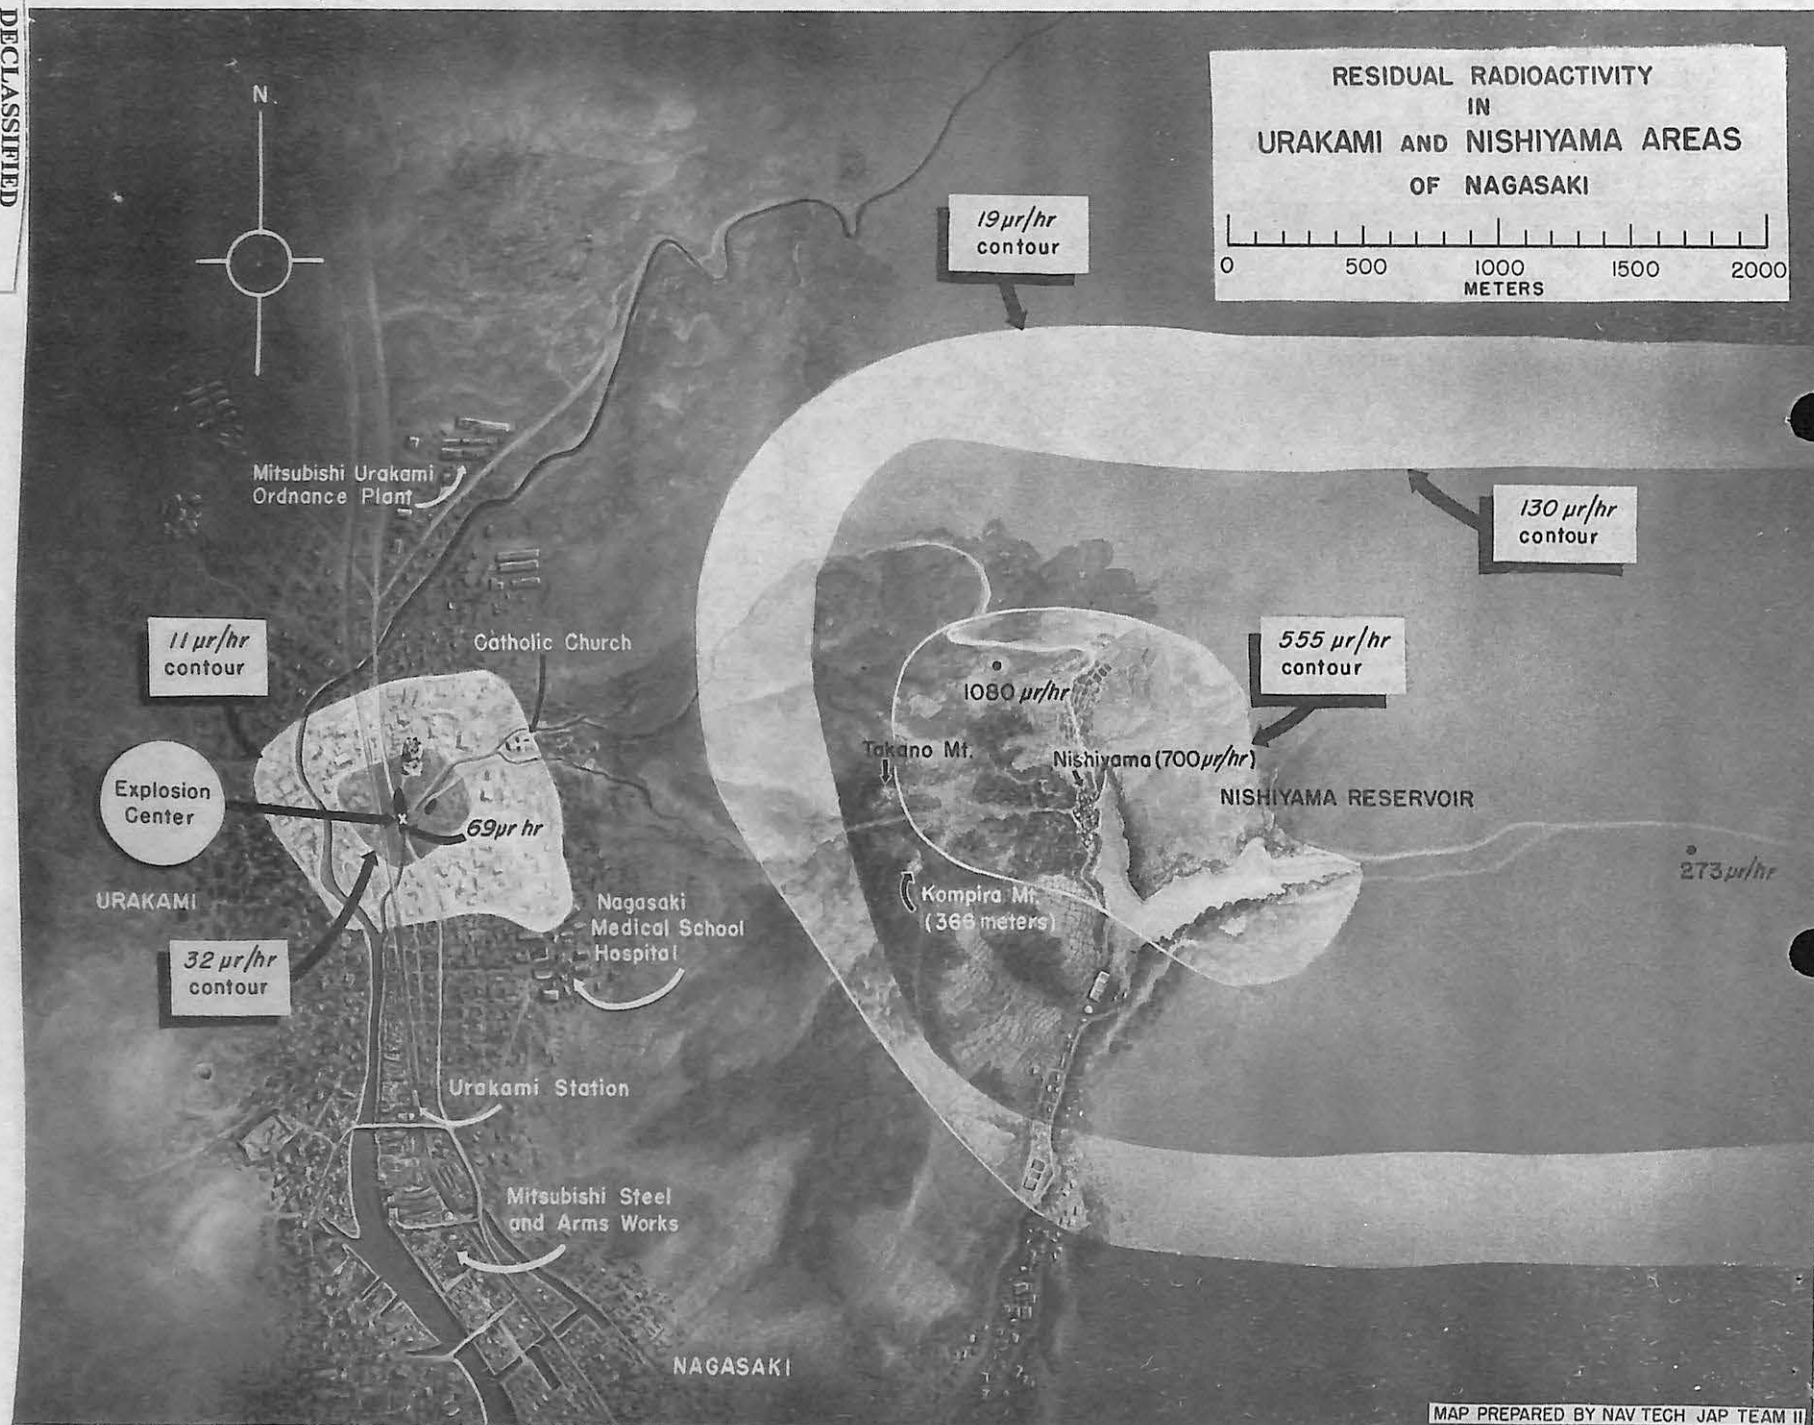 DECLASSIFIED
N.
RESIDUAL RADIOACTIVITY
IN
URAKAMI AND NISHIYAMA AREAS
OF NAGASAKI
0 500 1000 1500 2000
METERS
19 µr/hr
contour
Mitsubishi Urakami
Ordnance Plant
130 µr/hr
contour
11 µr/hr
contour
Catholic Church
555 µr/hr
contour
1080 µr/hr
Takano Mt.
Nishiyama (700 µr/hr)
Explosion
Center
x
69 µr hr
NISHIYAMA RESERVOIR
273 µr/hr
URAKAMI
Kompira Mt.
(366 meters)
Nagasaki
Medical School
Hospital
32 µr/hr
contour
Urakami Station
Mitsubishi Steel
and Arms Works
NAGASAKI
MAP PREPARED BY NAV TECH JAP TEAM 11